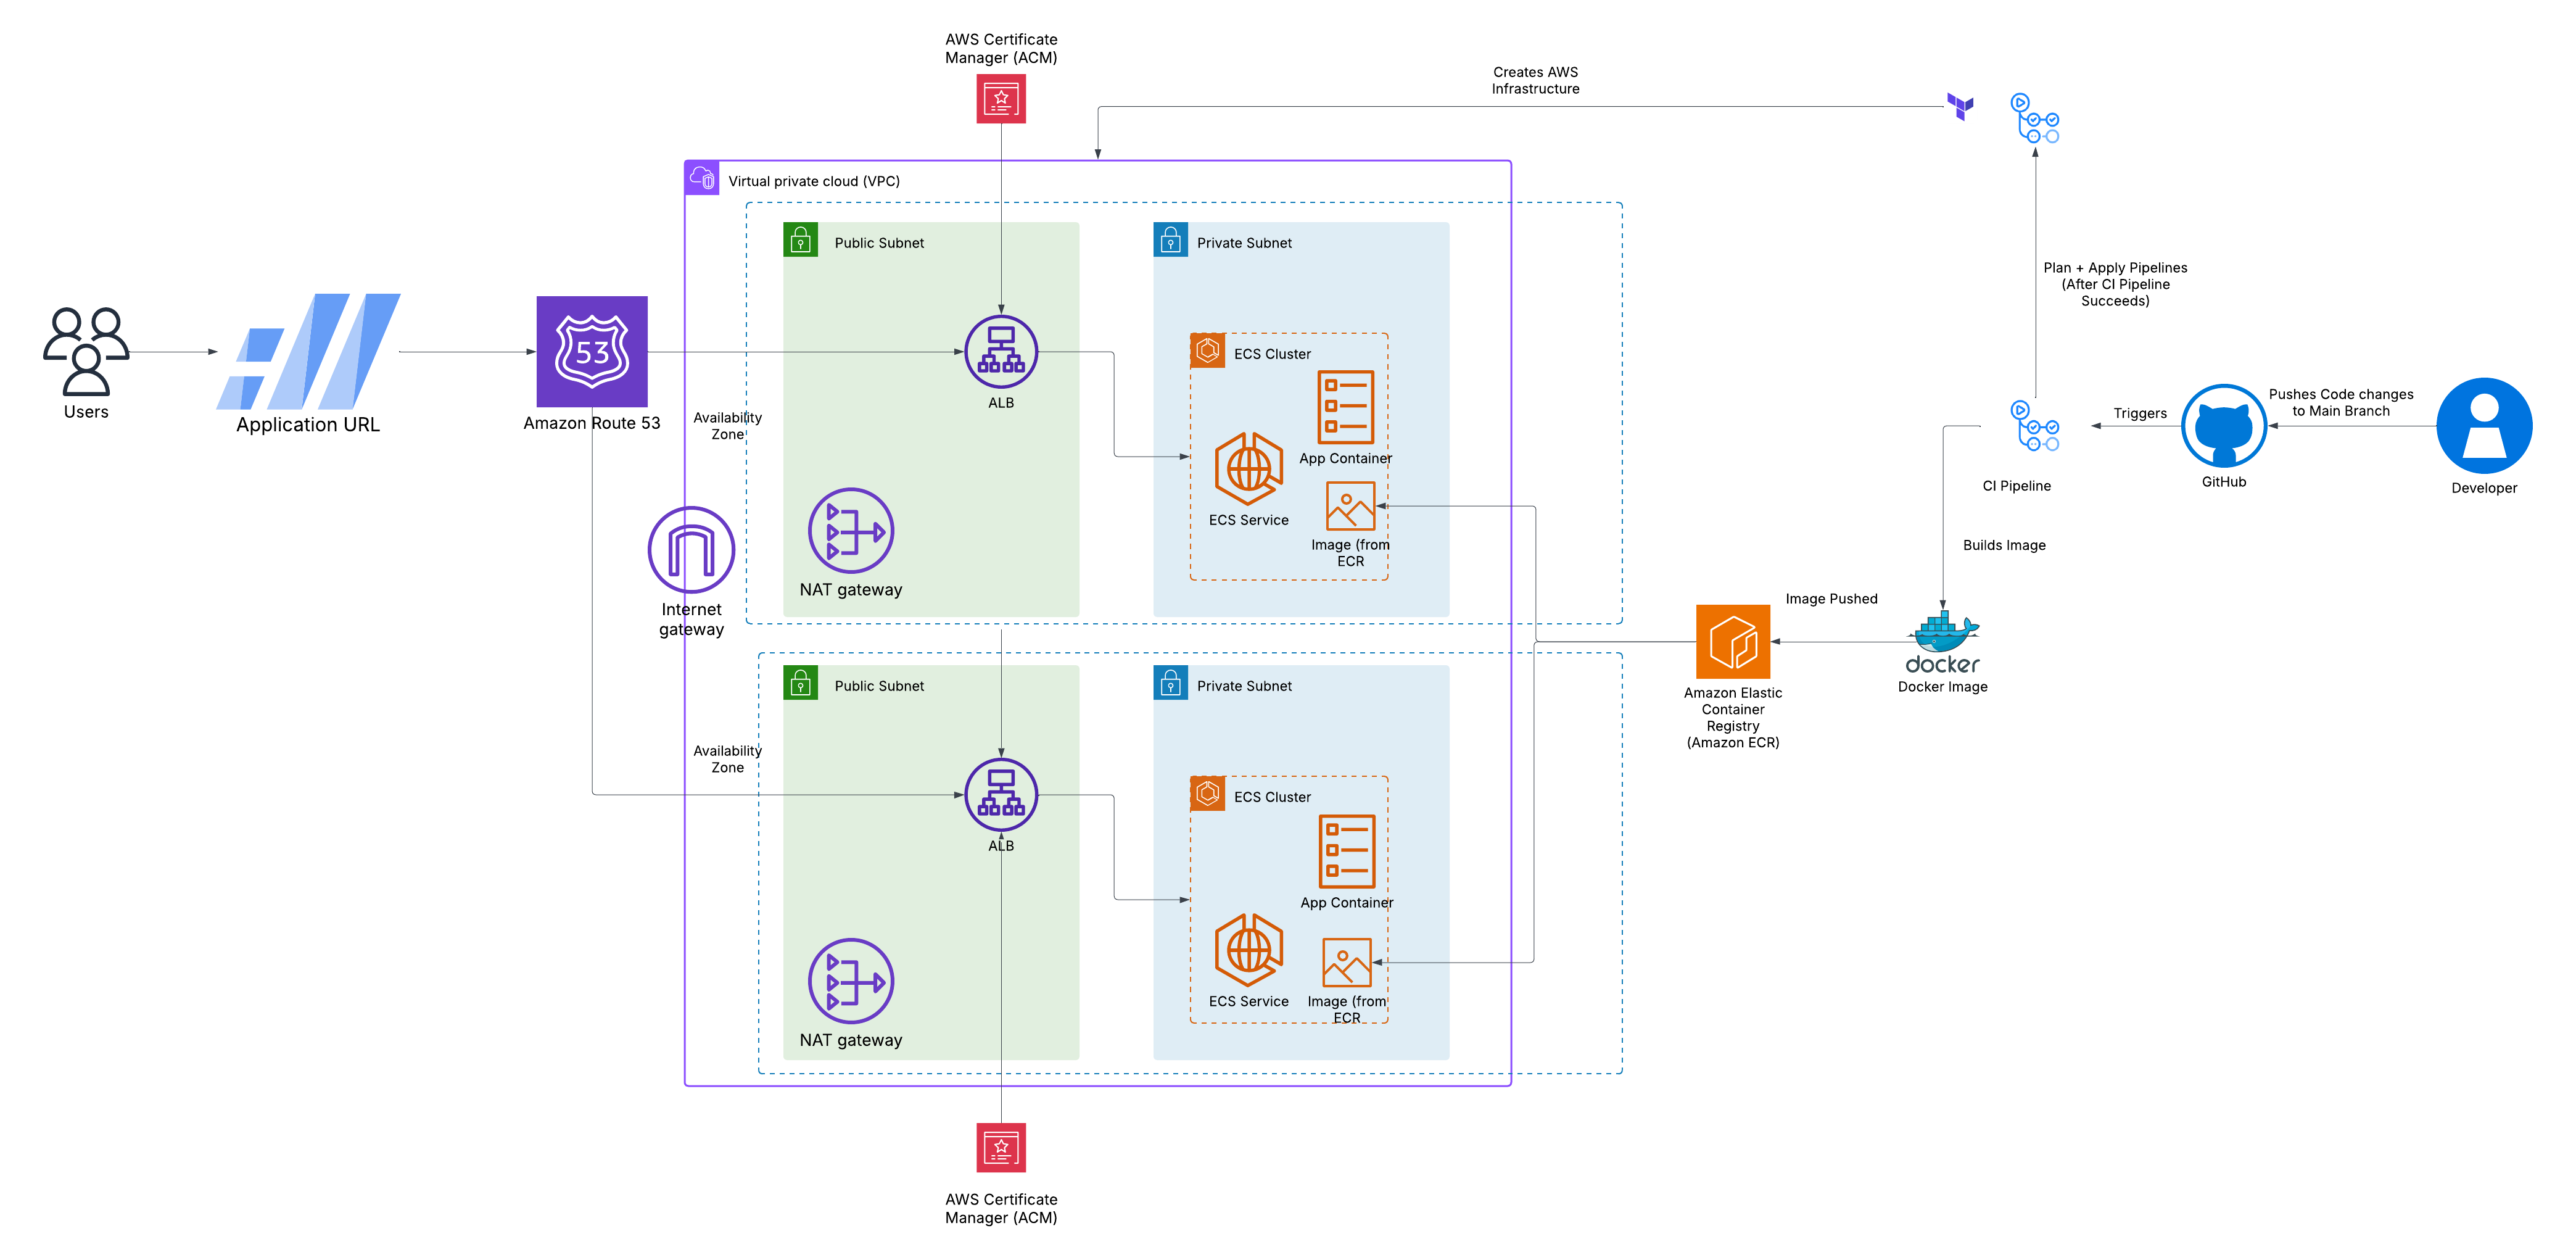 AWS Certificate
Manager (ACM)
Creates AWS
Infrastructure
Virtual private cloud (VPC)
Public Subnet
Private Subnet
Plan + Apply Pipelines
(After CI Pipeline
Succeeds)
Users
Application URL
53
Amazon Route 53
Availability
Zone
ALB
ECS Cluster
App Container
ECS Service
Image (from
ECR
NAT gateway
Internet
gateway
Pushes Code changes
to Main Branch
Triggers
CI Pipeline
GitHub
Developer
Builds Image
Image Pushed
docker
Docker Image
Amazon Elastic
Container
Registry
(Amazon ECR)
Public Subnet
Private Subnet
Availability
Zone
ALB
ECS Cluster
App Container
ECS Service
Image (from
ECR
NAT gateway
AWS Certificate
Manager (ACM)